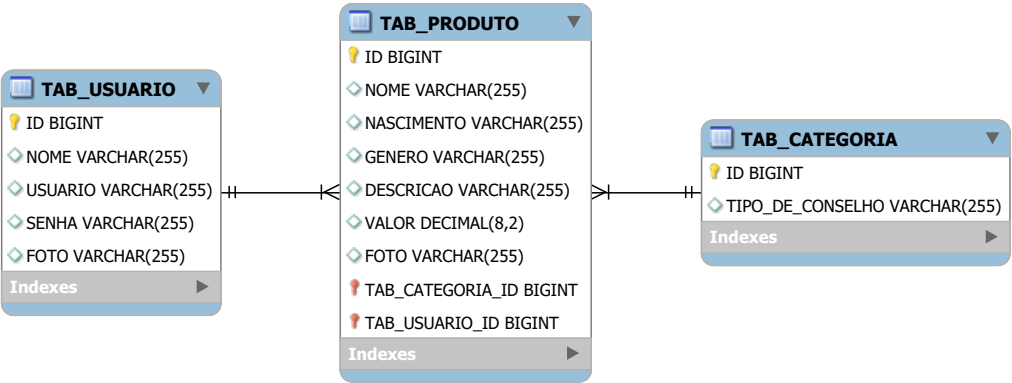 TAB_USUARIO
ID BIGINT
NOME VARCHAR(255)
USUARIO VARCHAR(255)
SENHA VARCHAR(255)
FOTO VARCHAR(255)
Indexes
TAB_PRODUTO
ID BIGINT
NOME VARCHAR(255)
NASCIMENTO VARCHAR(255)
GENERO VARCHAR(255)
DESCRICAO VARCHAR(255)
VALOR DECIMAL(8,2)
FOTO VARCHAR(255)
TAB_CATEGORIA_ID BIGINT
TAB_USUARIO_ID BIGINT
Indexes
TAB_CATEGORIA
ID BIGINT
TIPO_DE_CONSELHO VARCHAR(255)
Indexes